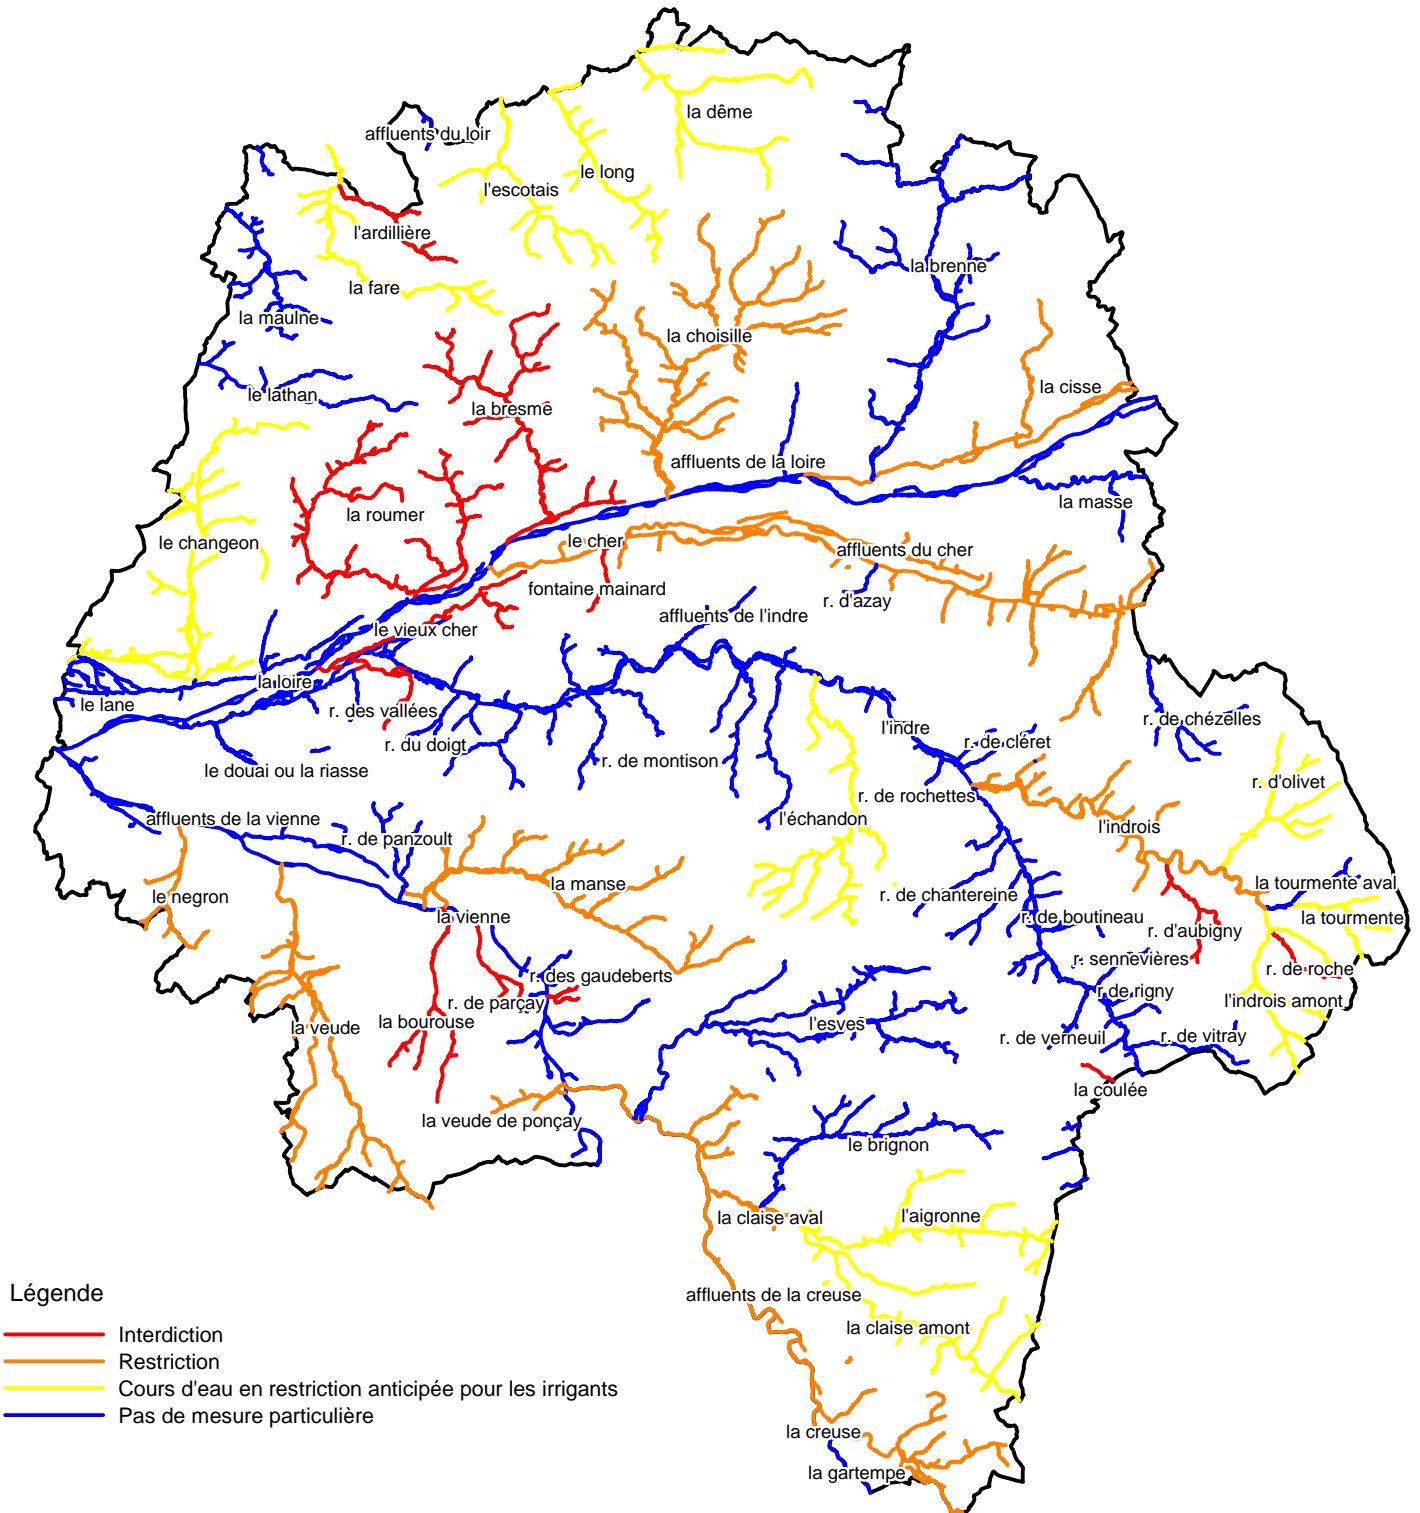 la dême
affluents du loir
le long
l'escotais
l'ardillière
la brenne
la fare
la maulne
la choisille
la cisse
le lathan
la bresme
affluents de la loire
la masse
la roumer
le cher
le changeon
affluents du cher
fontaine mainard
r. d'azay
affluents de l'indre
le vieux cher
la loire
le lane
r. des vallées
r. de chézelles
l'indre
r. du doigt
r. de cléret
r. de montison
le douai ou la riasse
r. d'olivet
r. de rochettes
l'échandon
affluents de la vienne
l'indrois
r. de panzoult
la manse
la tourmente aval
le negron
r. de chantereine
la vienne
r. de boutineau
la tourmente
r. d'aubigny
r. sennevières
r. de roche
r. des gaudeberts
r de rigny
r. de parçay
l'indrois amont
la bourouse
la veude
l'esves
r. de verneuil
r. de vitray
la coulée
la veude de ponçay
le brignon
la claise aval
l'aigronne
affluents de la creuse
Légende
la claise amont
Interdiction
Restriction
Cours d'eau en restriction anticipée pour les irrigants
Pas de mesure particulière
la creuse
la gartempe